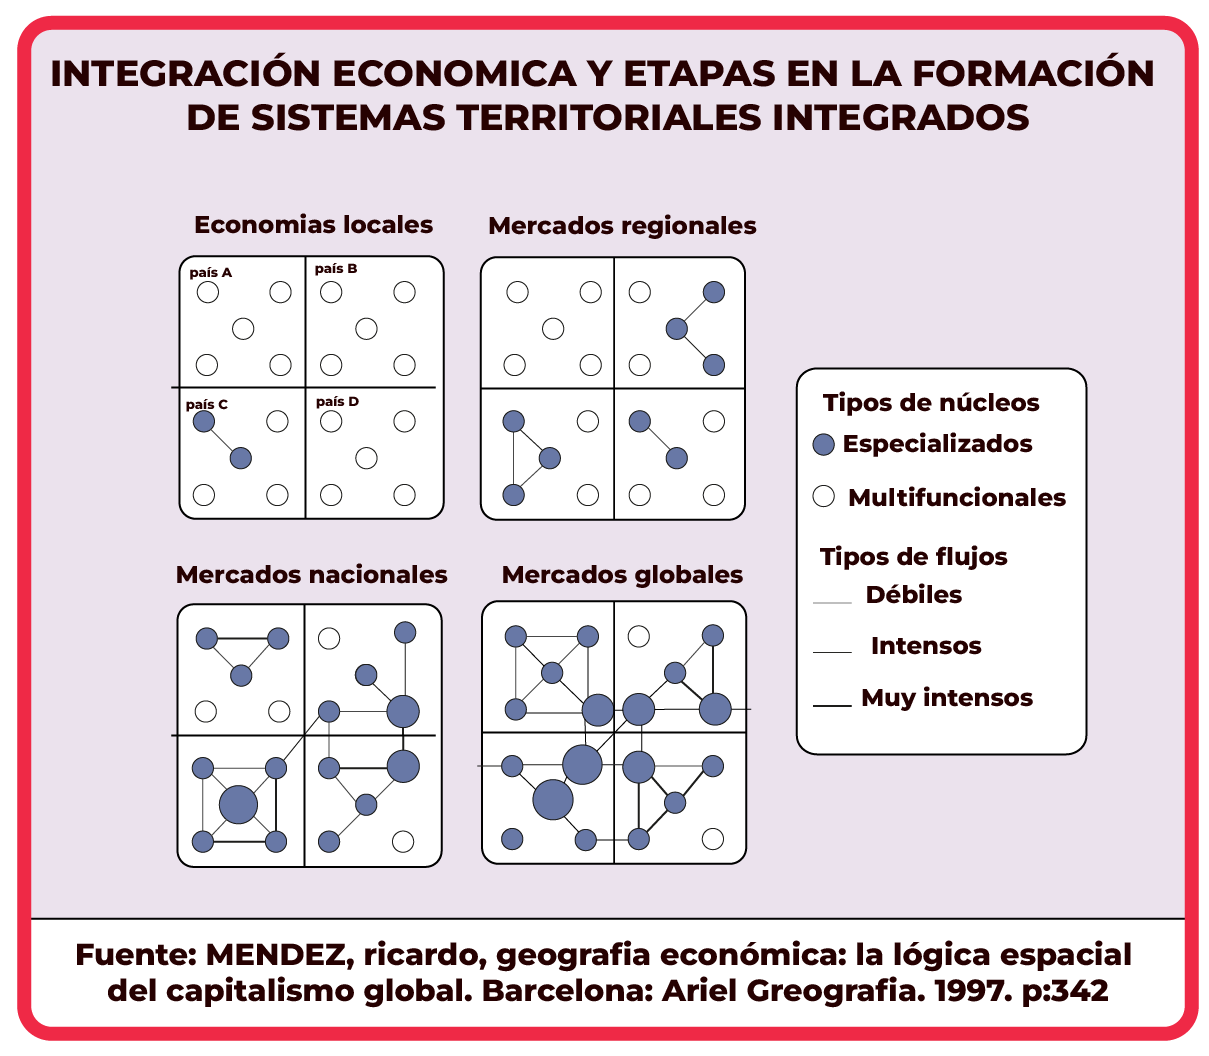 INTEGRACIÓN ECONOMICA Y ETAPAS EN LA FORMACIÓN
DE SISTEMAS TERRITORIALES INTEGRADOS
Economias locales
Mercados regionales
país A
país B
país C
país D
Mercados nacionales
Mercados globales
Tipos de núcleos
Especializados
Multifuncionales
Tipos de flujos
Débiles
Intensos
Muy intensos
Fuente: MENDEZ, ricardo, geografia económica: la lógica espacial
del capitalismo global. Barcelona: Ariel Greografia. 1997. p:342